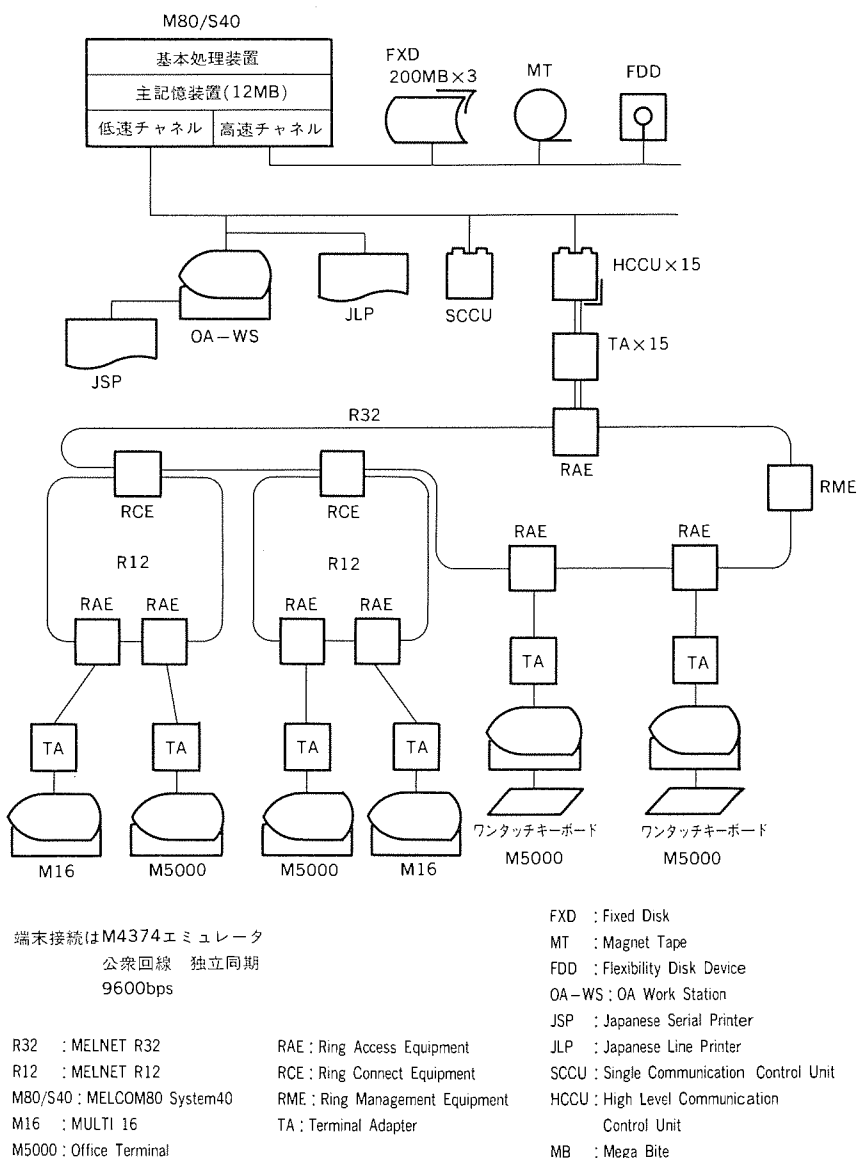 M80/S40
基本処理装置
主記憶装置(12MB)
低速チャネル 高速チャネル
FXD
200MB×3
MT
FDD
OA−WS
JSP
JLP
SCCU
HCCU×15
TA×15
R32
RAE
RME
RCE
RCE
R12
R12
RAE RAE
RAE RAE
RAE
RAE
TA
TA
TA
TA
TA
TA
ワンタッチキーボード
M5000
ワンタッチキーボード
M5000
M16
M5000
M5000
M16
端末接続はM4374エミュレータ
公衆回線 独立同期
9600bps
R32 : MELNET R32
R12 : MELNET R12
M80/S40 : MELCOM80 System40
M16 : MULTI 16
M5000 : Office Terminal
RAE : Ring Access Equipment
RCE : Ring Connect Equipment
RME : Ring Management Equipment
TA : Terminal Adapter
FXD : Fixed Disk
MT : Magnet Tape
FDD : Flexibility Disk Device
OA−WS : OA Work Station
JSP : Japanese Serial Printer
JLP : Japanese Line Printer
SCCU : Single Communication Control Unit
HCCU : High Level Communication
Control Unit
MB : Mega Bite